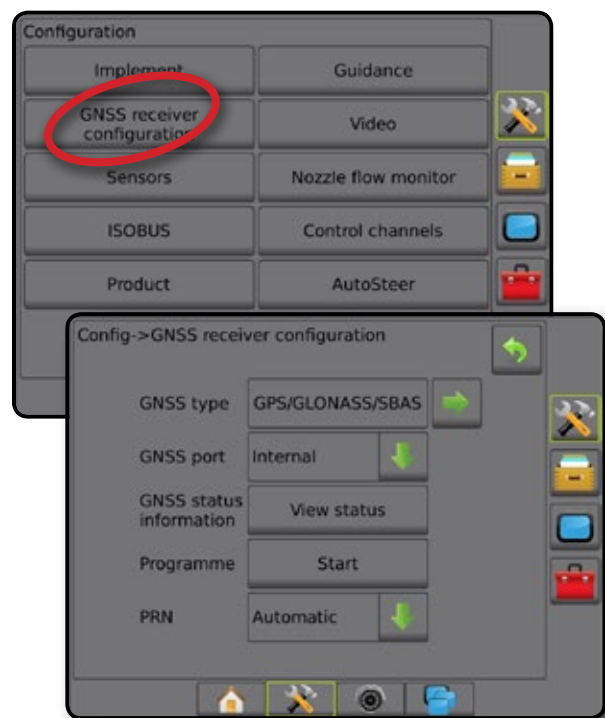 Configuration
Implement
Guidance
GNSS receiver
configuration
Video
Sensors
Nozzle flow monitor
ISOBUS
Control channels
Product
AutoSteer
Config->GNSS receiver configuration
GNSS type
GPS/GLONASS/SBAS
GNSS port
Internal
GNSS status
information
View status
Programme
Start
PRN
Automatic